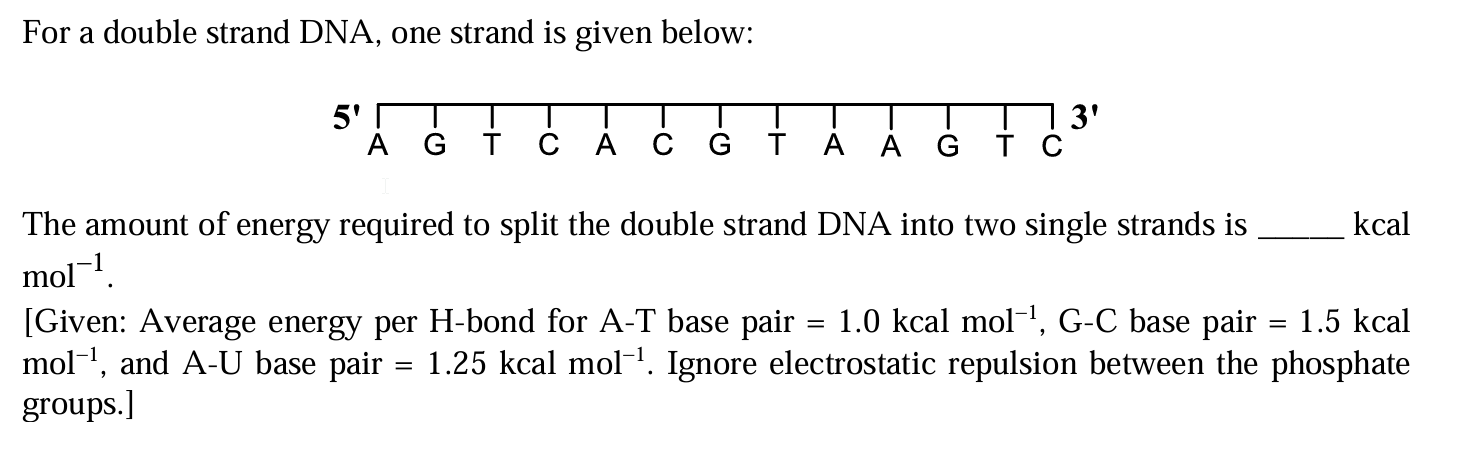 For a double strand DNA, one strand is given below:
5' 3'
A G T C A C G T A A G T C
The amount of energy required to split the double strand DNA into two single strands is _____ kcal
mol⁻¹.
[Given: Average energy per H-bond for A-T base pair = 1.0 kcal mol⁻¹, G-C base pair = 1.5 kcal
mol⁻¹, and A-U base pair = 1.25 kcal mol⁻¹. Ignore electrostatic repulsion between the phosphate
groups.]